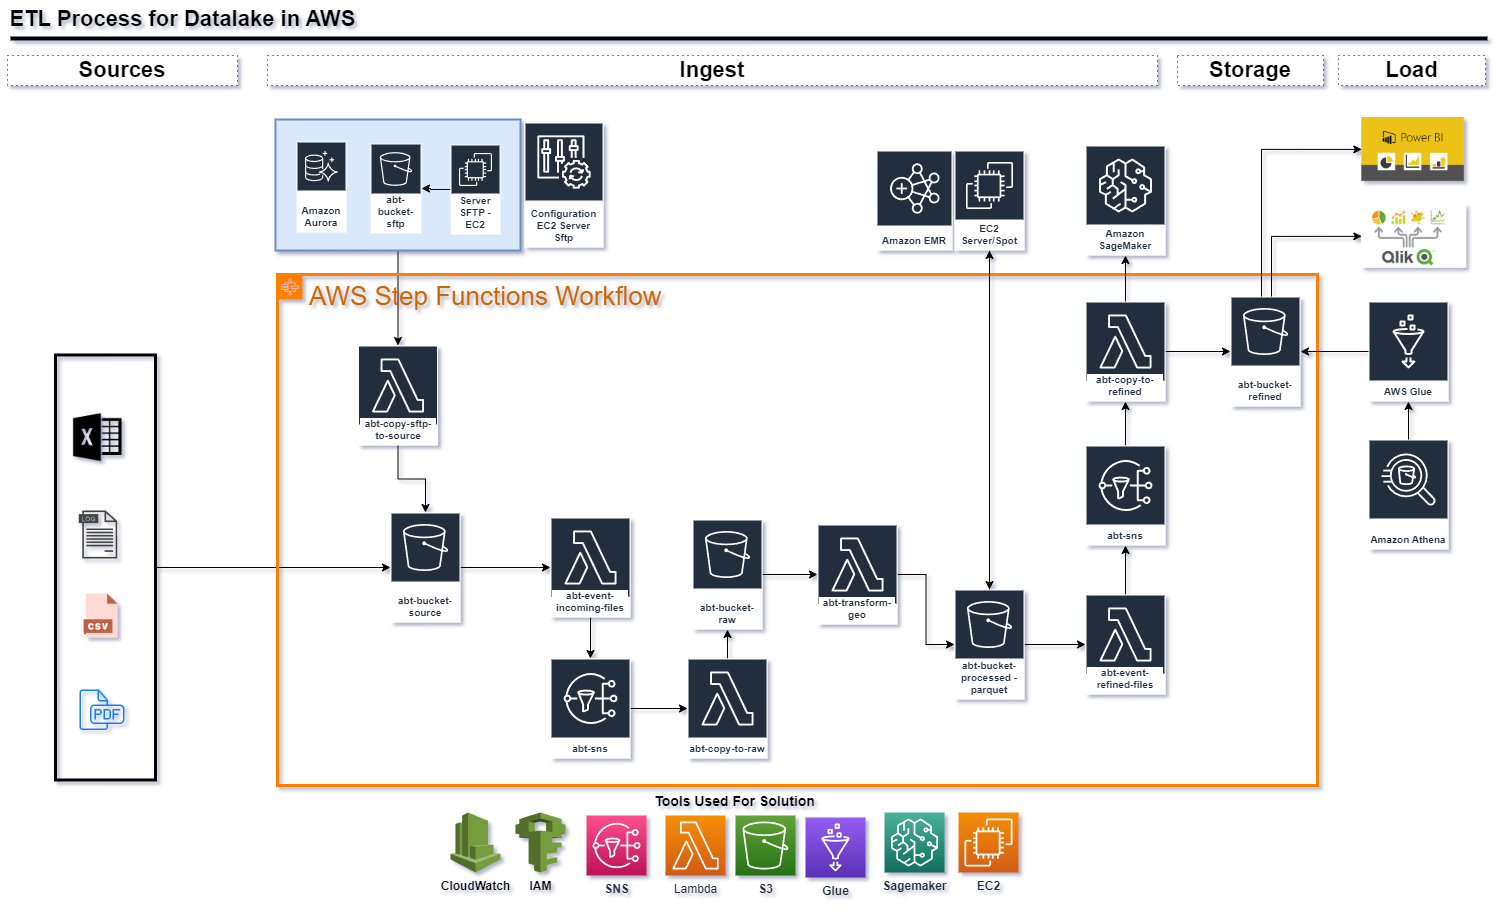 ETL Process for Datalake in AWS
Sources
Ingest
Storage
Load
Amazon
Aurora
abt-
bucket-
sftp
Server
SFTP -
EC2
Configuration
EC2 Server
Sftp
Amazon EMR
EC2
Server/Spot
Amazon
SageMaker
Power BI
Qlik
AWS Step Functions Workflow
abt-copy-sftp-
to-source
abt-copy-to-
refined
abt-bucket-
refined
AWS Glue
X
LOG
CSV
PDF
abt-bucket-
source
abt-event-
incoming-files
abt-bucket-
raw
abt-transform-
geo
abt-sns
Amazon Athena
abt-bucket-
processed -
parquet
abt-event-
refined-files
abt-sns
abt-copy-to-raw
Tools Used For Solution
CloudWatch
IAM
SNS
Lambda
S3
Glue
Sagemaker
EC2